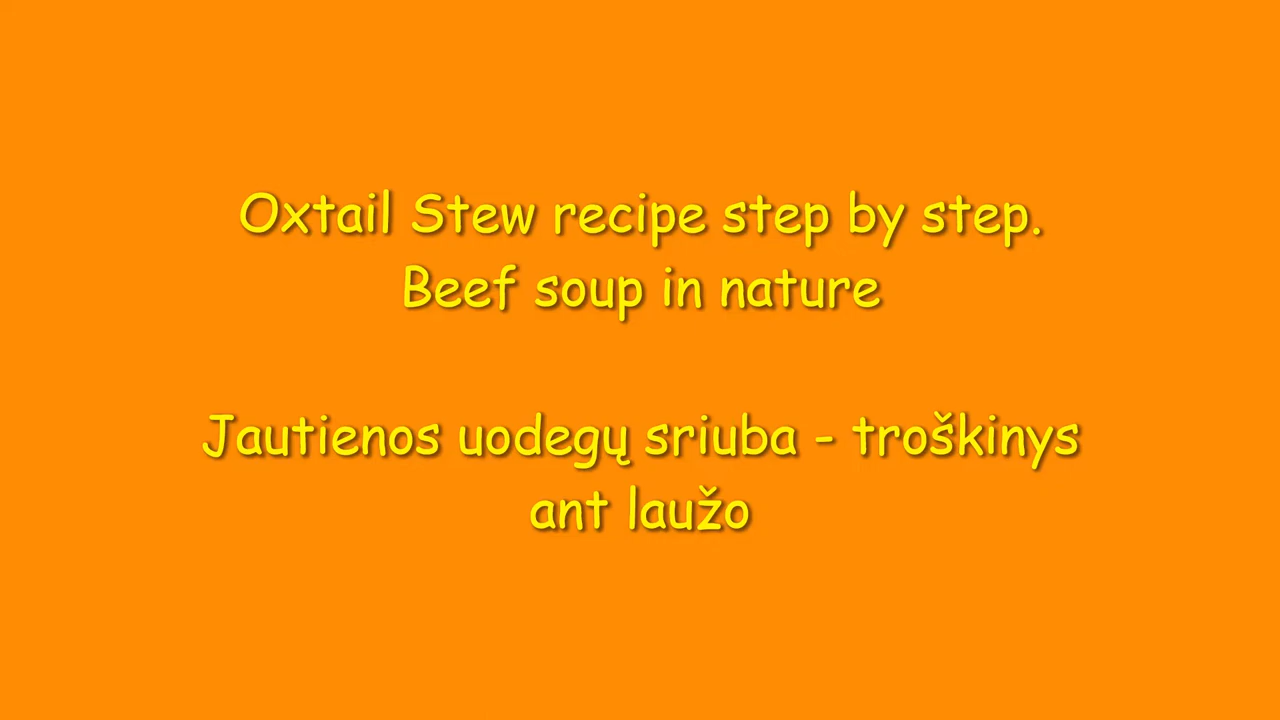 Oxtail Stew recipe step by step.
Beef soup in nature
Jautienos uodegų sriuba - troškinys
ant laužo